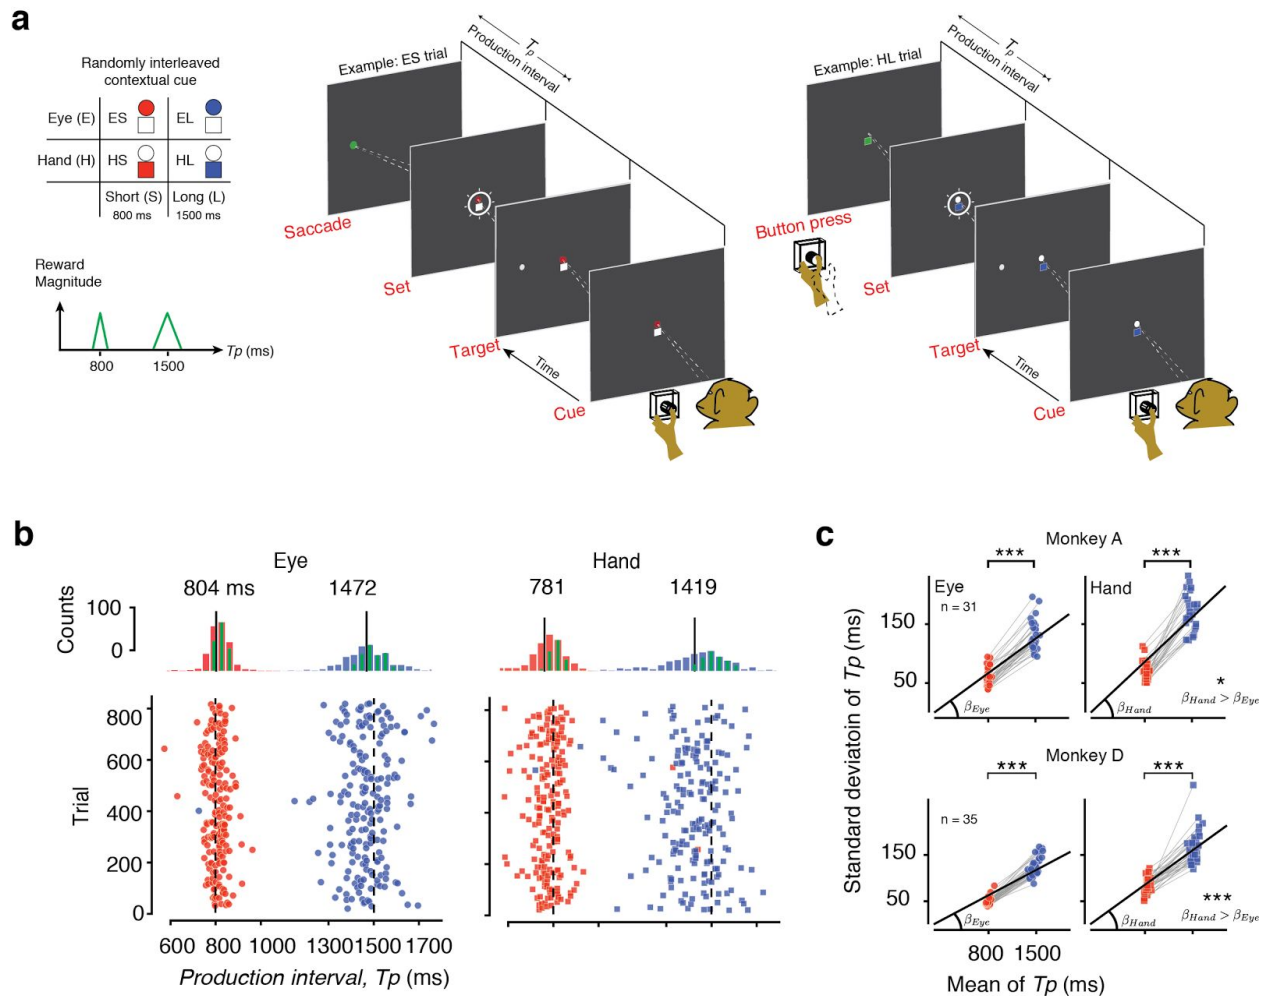 a
Randomly interleaved
contextual cue
Eye (E) ES EL
Hand (H) HS HL
Short (S) Long (L)
800 ms 1500 ms
Reward
Magnitude
Tp (ms)
800 1500
Example: ES trial
Tp
Production interval
Saccade
Set
Target
Time
Cue
Example: HL trial
Tp
Production interval
Button press
Set
Target
Time
Cue
b
Eye Hand
804 ms 1472 781 1419
Counts
100
0
Trial
800
600
400
200
0
600 800 1000 1300 1500 1700
Production interval, Tp (ms)
c
Monkey A
*** ***
Eye Hand
n = 31
150
50
*
βEye βHand βHand > βEye
Monkey D
*** ***
n = 35
150
50
***
βEye βHand βHand > βEye
800 1500
Standard deviatoin of Tp (ms)
Mean of Tp (ms)